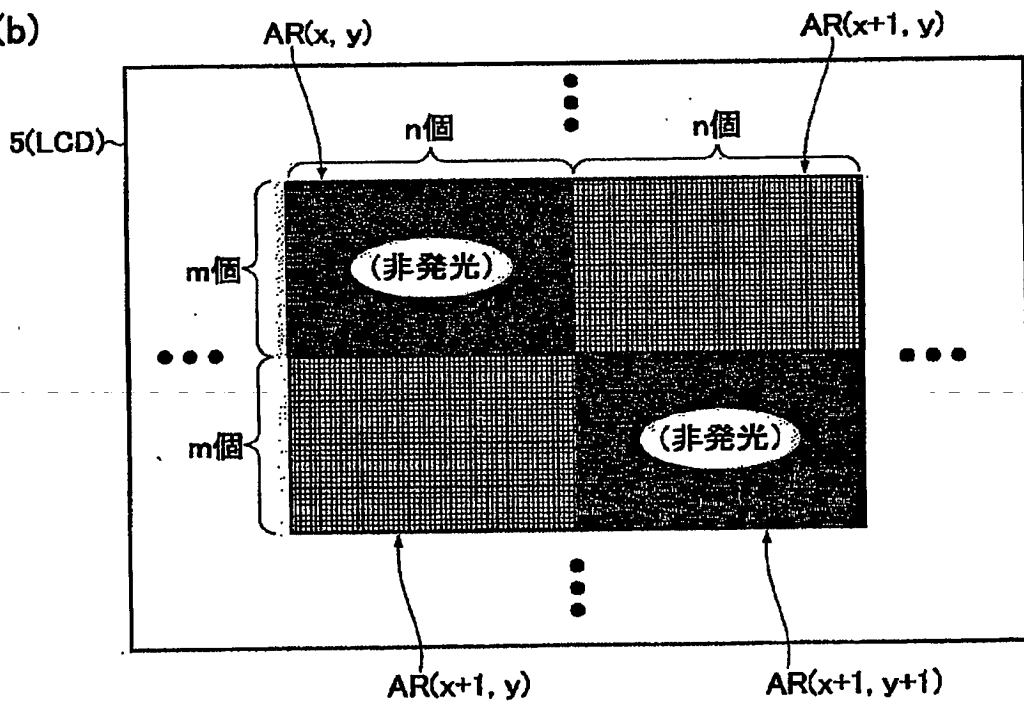 (b)
AR(x, y)
AR(x+1, y)
5(LCD)
n個
n個
m個
(非発光)
m個
(非発光)
AR(x+1, y)
AR(x+1, y+1)